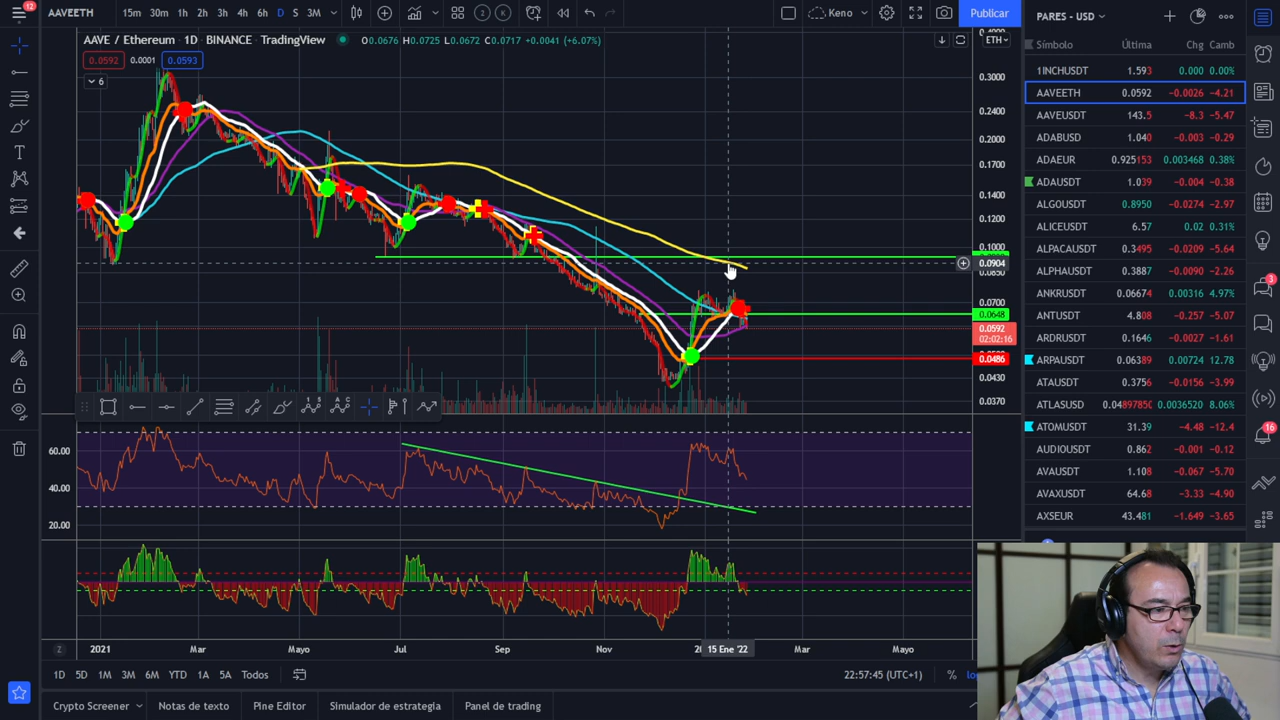 12
AAVEETH
15m 30m 1h 2h 3h 4h 6h D S 3M
2 K
Keno
Publicar
AAVE / Ethereum · 1D · BINANCE · TradingView
O0.0676 H0.0725 L0.0672 C0.0717 +0.0041 (+6.07%)
0.0592 0.0001 0.0593
6
ETH
0.3000
0.2400
0.2000
0.1700
0.1400
0.1200
0.1000
0.0904
0.0850
0.0700
0.0648
0.0592
02:02:16
0.0486
0.0430
0.0370
60.00
40.00
20.00
Z 2021 Mar Mayo Jul Sep Nov 15 Ene '22 Mar Mayo
1D 5D 1M 3M 6M YTD 1A 5A Todos
22:57:45 (UTC+1) %
Crypto Screener Notas de texto Pine Editor Simulador de estrategia Panel de trading
PARES - USD
Símbolo Última Chg Camb
1INCHUSDT 1.593 0.000 0.00%
AAVEETH 0.0592 −0.0026 −4.21
AAVEUSDT 143.5 −8.3 −5.47
ADABUSD 1.040 −0.003 −0.29
ADAEUR 0.925153 0.003468 0.38%
ADAUSDT 1.039 −0.004 −0.38
ALGOUSDT 0.8950 −0.0274 −2.97
ALICEUSDT 6.57 0.02 0.31%
ALPACAUSDT 0.3495 −0.0209 −5.64
ALPHAUSDT 0.3887 −0.0090 −2.26
ANKRUSDT 0.06674 0.00316 4.97%
ANTUSDT 4.808 −0.257 −5.07
ARDRUSDT 0.1646 −0.0027 −1.61
ARPAUSDT 0.06389 0.00724 12.78
ATAUSDT 0.3756 −0.0156 −3.99
ATLASUSD 0.04897850 0.0036520 8.06%
ATOMUSDT 31.39 −4.48 −12.4
AUDIOUSDT 0.862 −0.001 −0.12
AVAUSDT 1.108 −0.067 −5.70
AVAXUSDT 64.68 −3.33 −4.90
AXSEUR 43.481 −1.649 −3.65
3
16